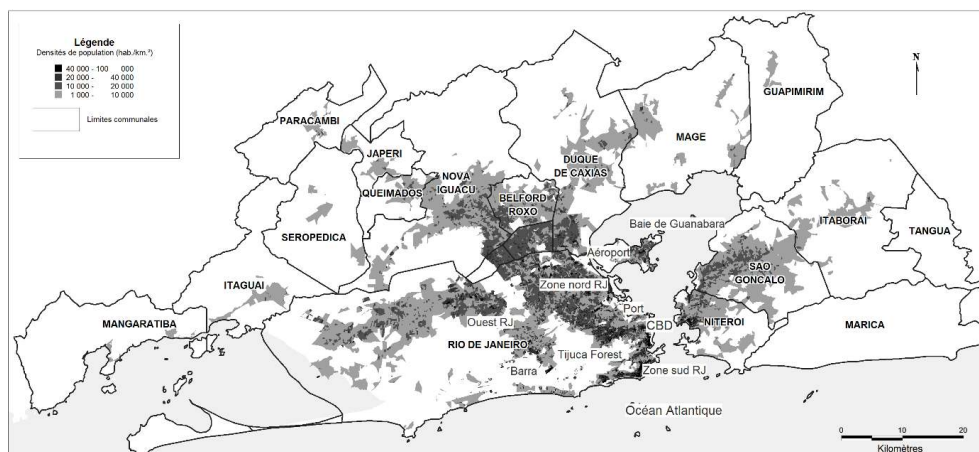 Légende
Densités de population (hab./km.²)
40 000 - 100 000
20 000 - 40 000
10 000 - 20 000
1 000 - 10 000
Limites communales
N
GUAPIMIRIM
PARACAMBI
MAGE
JAPERI
DUQUE
DE CAXIAS
NOVA
IGUACU
QUEIMADOS
BELFORD
ROXO
ITABORAI
Baie de Guanabara
TANGUA
SEROPEDICA
Aéroport
SAO
GONCALO
ITAGUAI
Zone nord RJ
Port
Ouest RJ
MANGARATIBA
CBD
NITEROI
MARICA
RIO DE JANEIRO
Tijuca Forest
Barra
Zone sud RJ
Océan Atlantique
0 10 20
Kilomètres